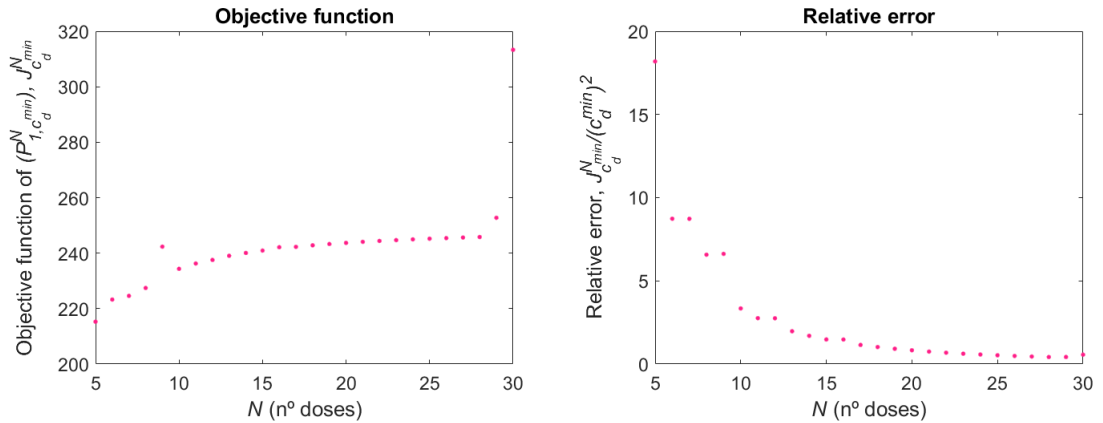 Objective function
Objective function of (P^N_{1,c_d^{min}}), J^N_{c_d^{min}}
320
300
280
260
240
220
200
5 10 15 20 25 30
N (nº doses)
Relative error
Relative error, J^N_{c_d^{min}}/(c_d^{min})^2
20
15
10
5
0
5 10 15 20 25 30
N (nº doses)